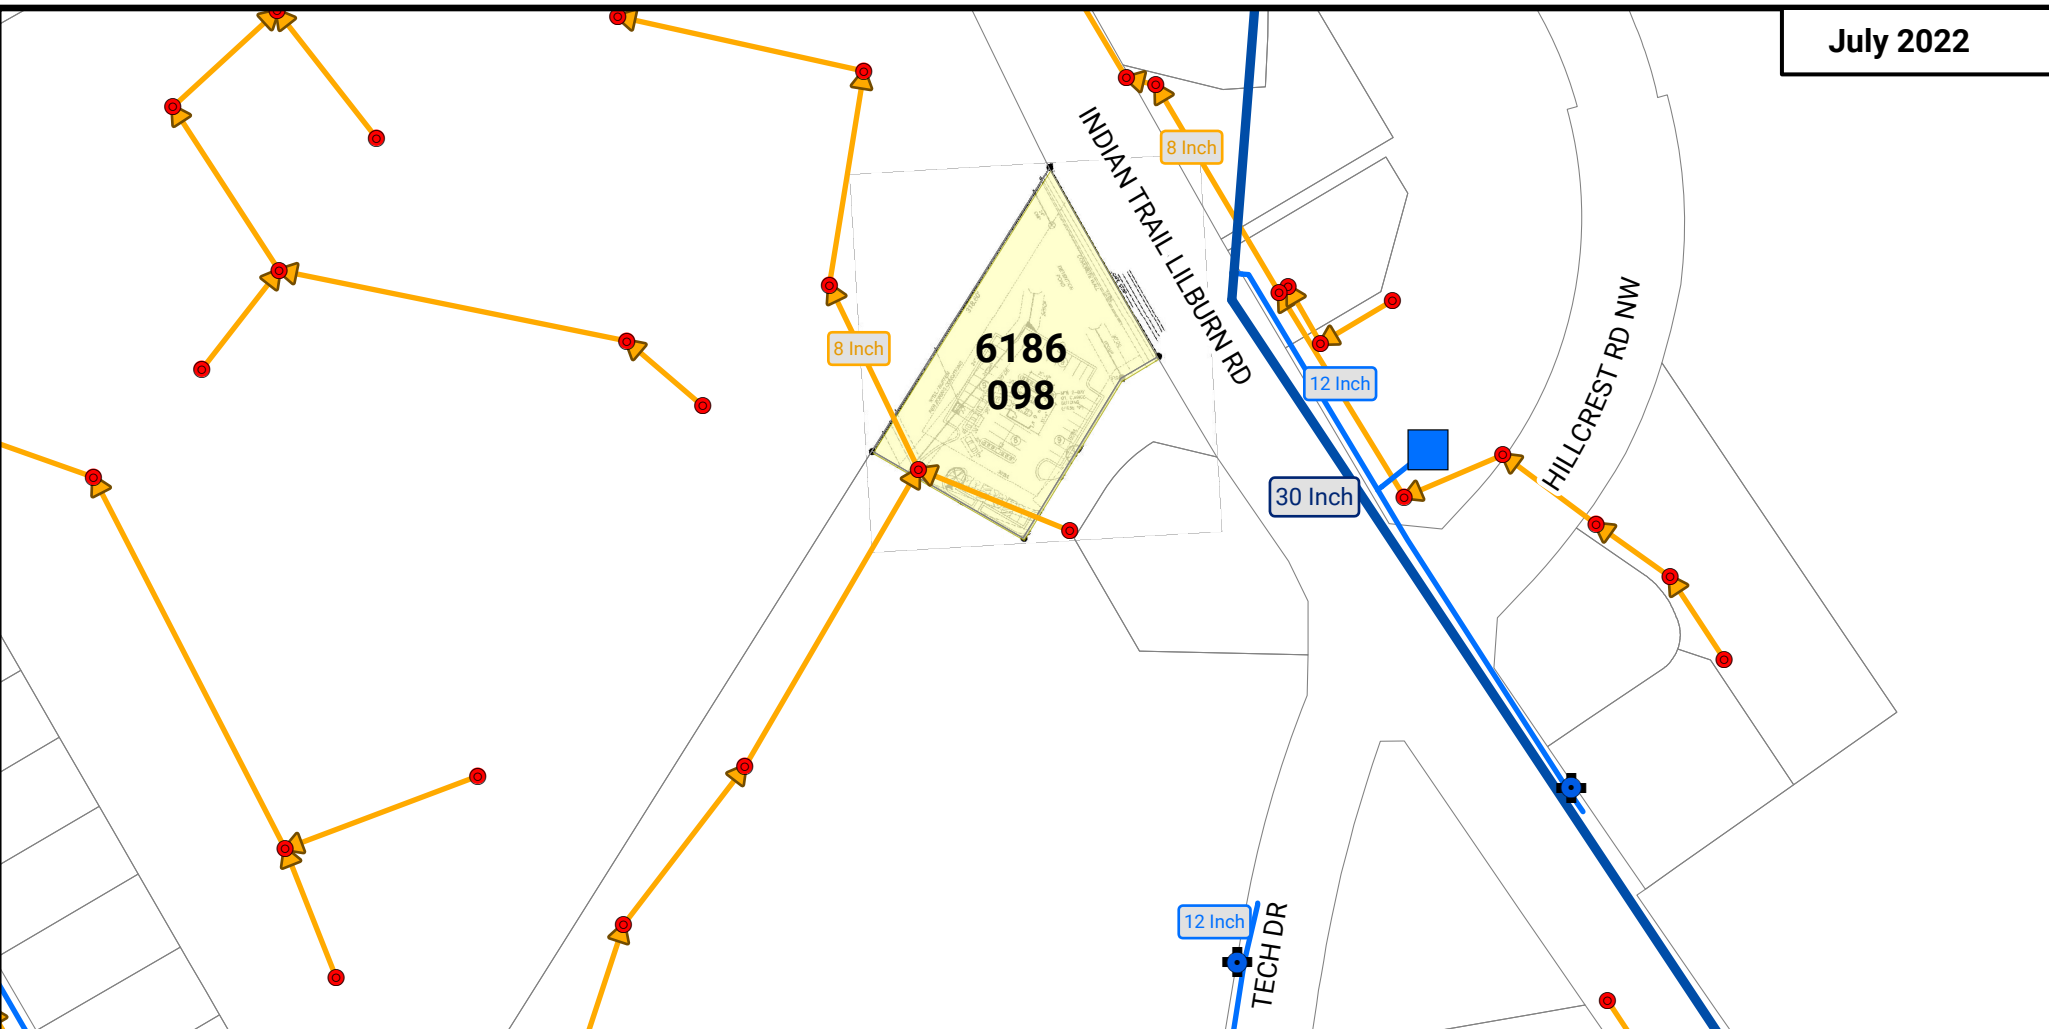 July 2022
INDIAN TRAIL LILBURN RD
8 Inch
8 Inch
6186
098
12 Inch
HILLCREST RD NW
30 Inch
12 Inch
TECH DR